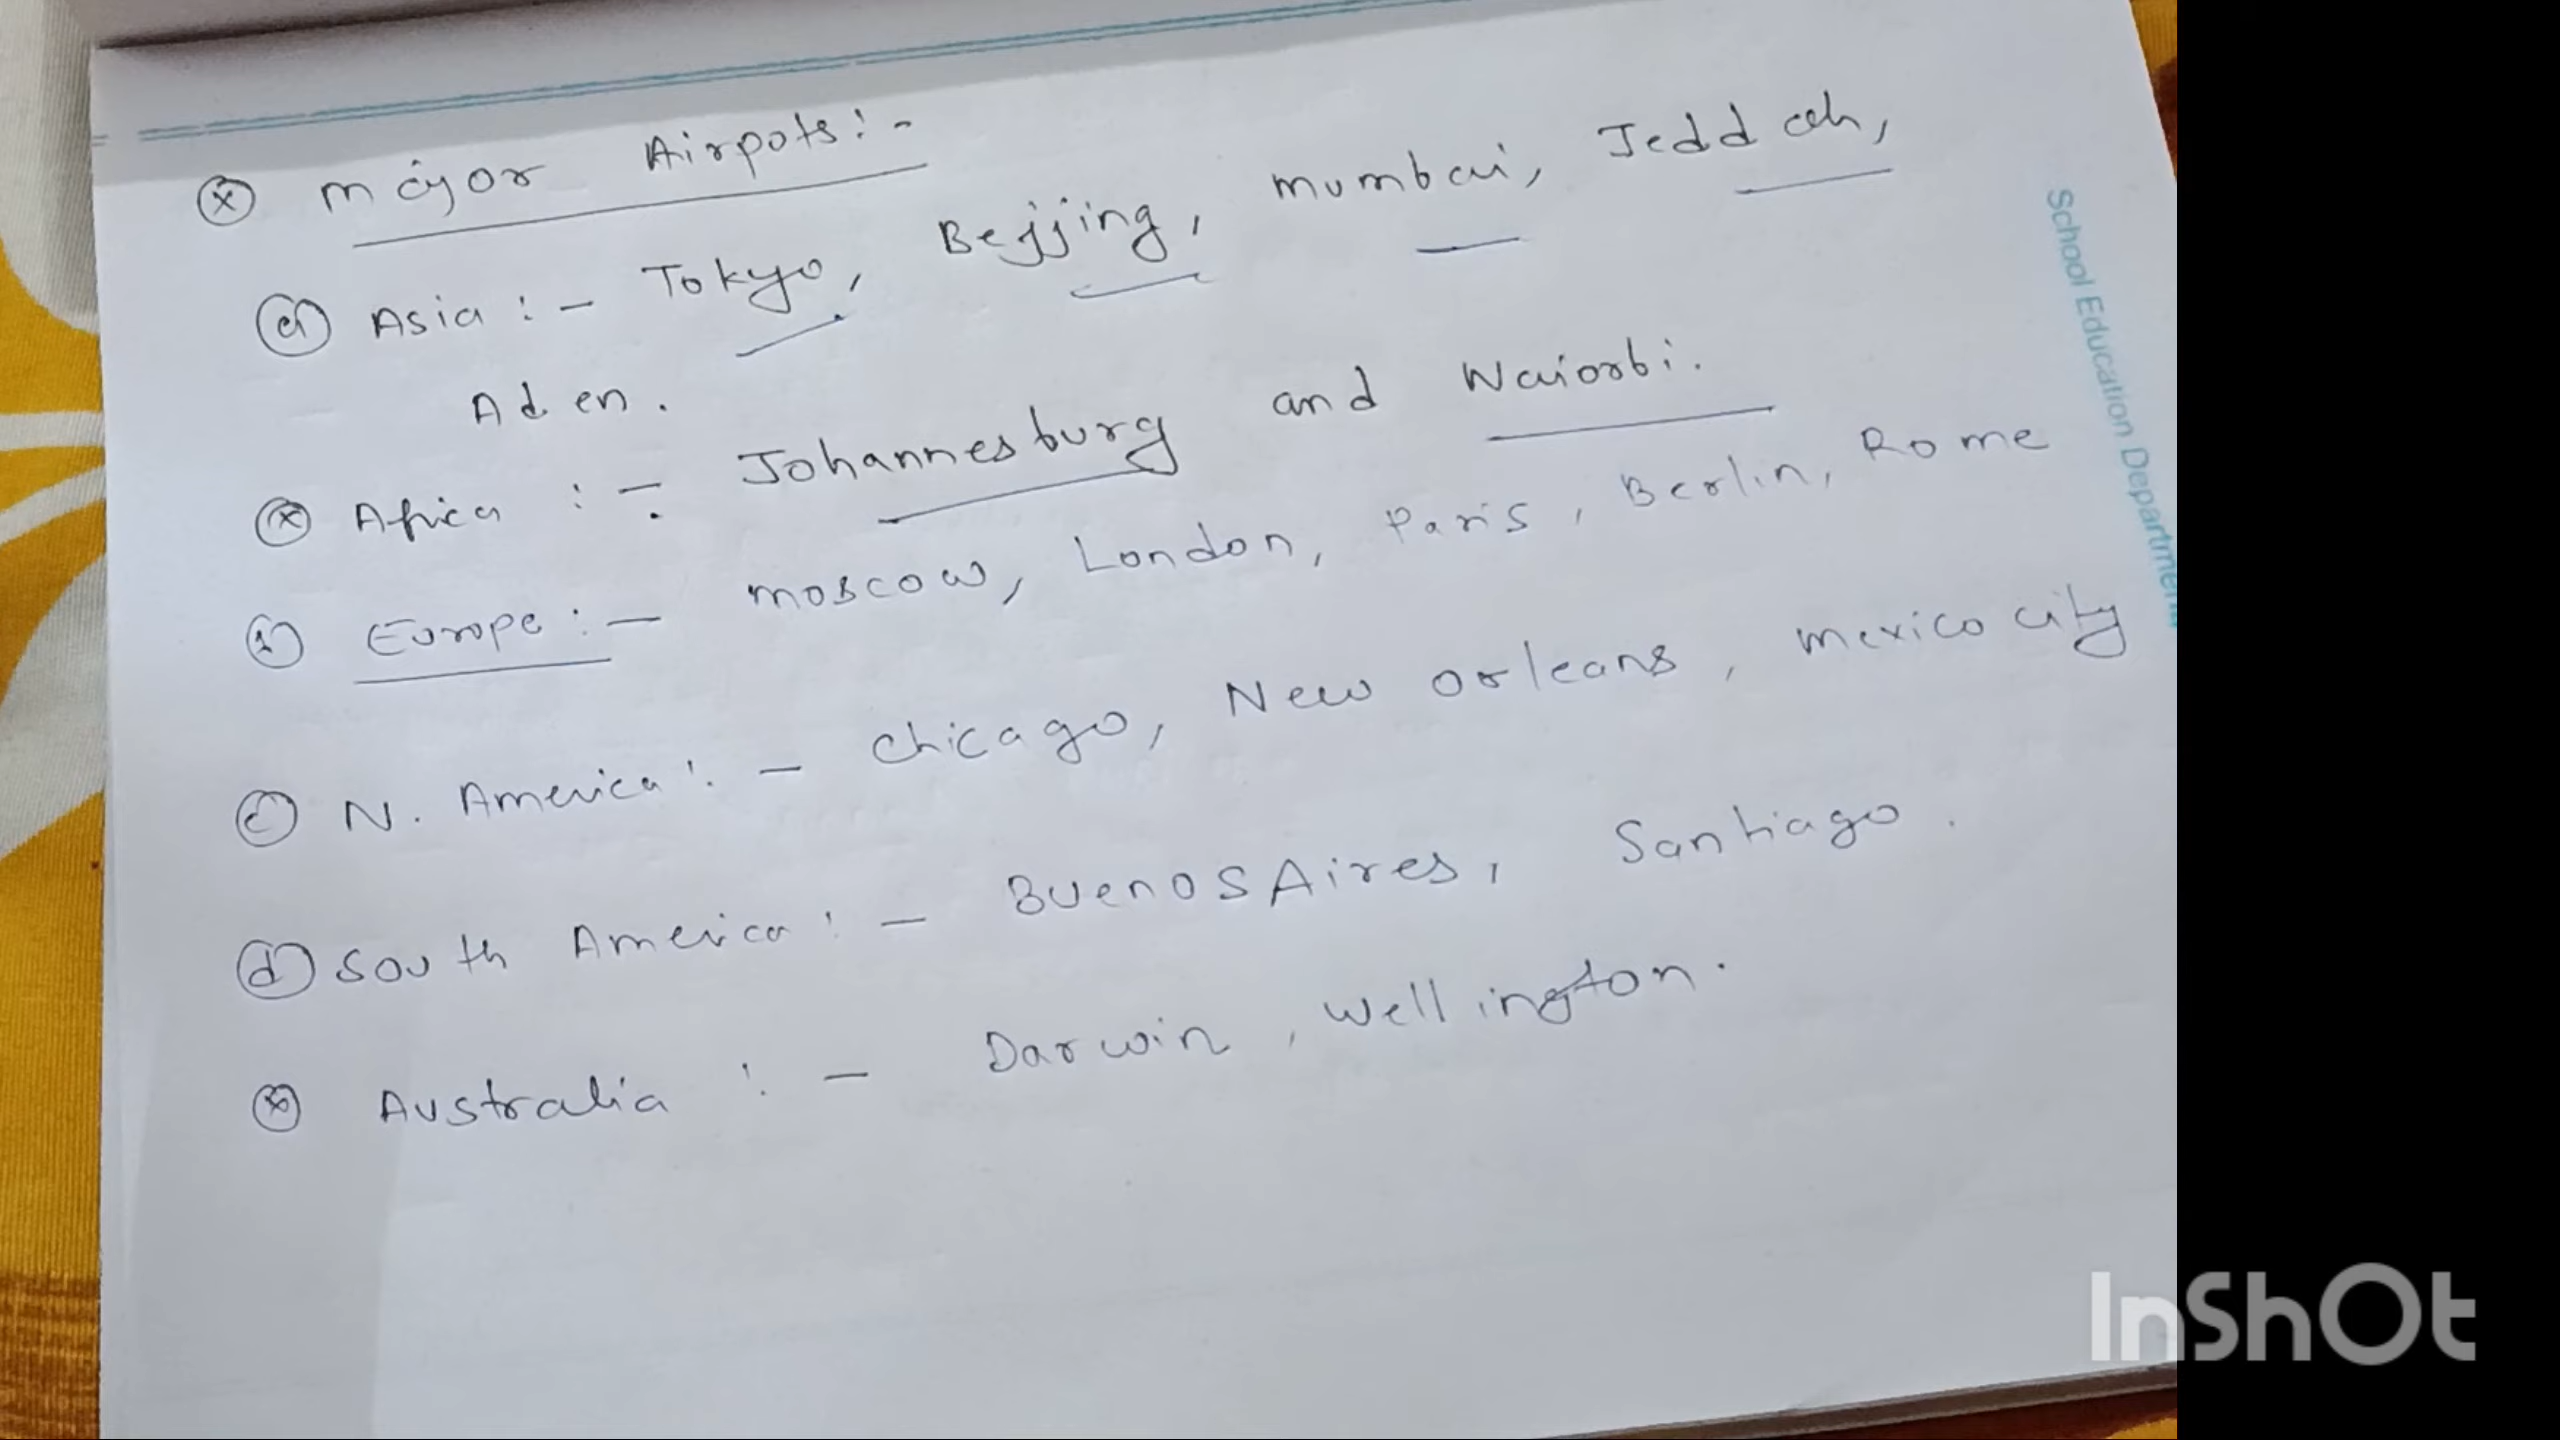 (x) Major Airpots :-
(a) Asia :- Tokyo, Bejjing, Mumbai, Jeddah,
Aden.
(x) Africa :- Johannesburg and Waiorbi.
(b) Europe :- Moscow, London, Paris, Berlin, Rome
(c) N. America :- Chicago, New Orleans, Mexico city
(d) South America :- Buenos Aires, Santiago.
(x) Australia :- Darwin, Wellington.
School Education Department
InShOt